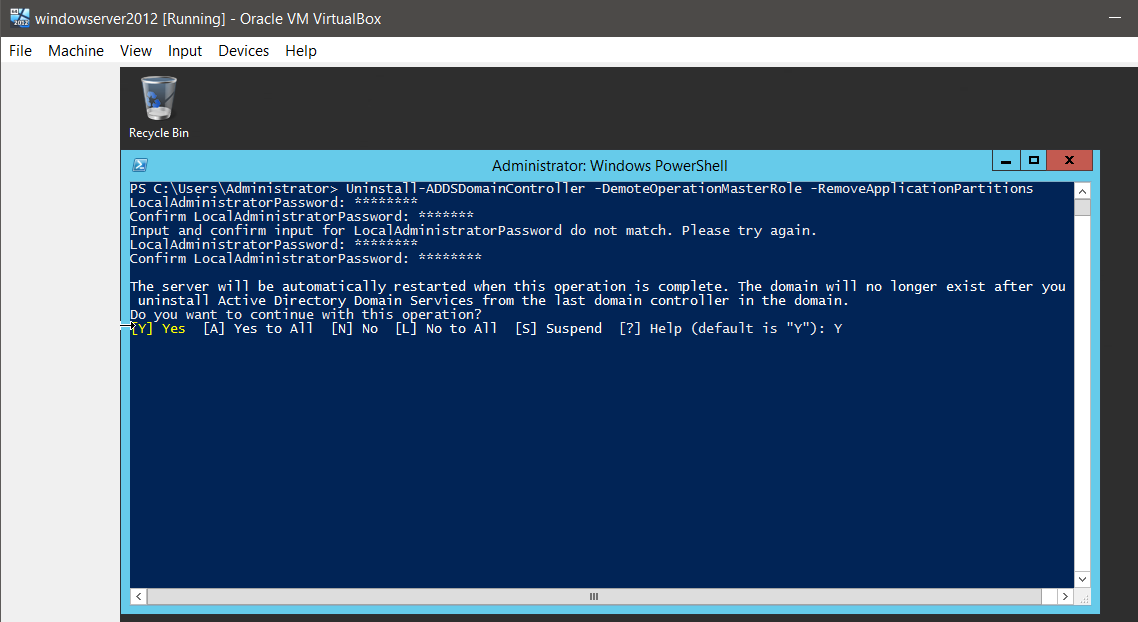 windowserver2012 [Running] - Oracle VM VirtualBox
File Machine View Input Devices Help
Recycle Bin
Administrator: Windows PowerShell
PS C:\Users\Administrator> Uninstall-ADDSDomainController -DemoteOperationMasterRole -RemoveApplicationPartitions
LocalAdministratorPassword: ********
Confirm LocalAdministratorPassword: *******
Input and confirm input for LocalAdministratorPassword do not match. Please try again.
LocalAdministratorPassword: ********
Confirm LocalAdministratorPassword: ********
The server will be automatically restarted when this operation is complete. The domain will no longer exist after you
uninstall Active Directory Domain Services from the last domain controller in the domain.
Do you want to continue with this operation?
[Y] Yes [A] Yes to All [N] No [L] No to All [S] Suspend [?] Help (default is "Y"): Y